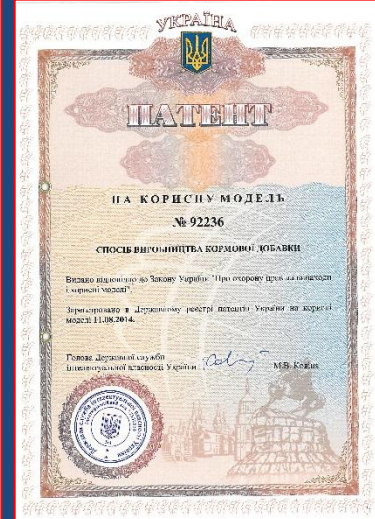 УКРАЇНА
ПАТЕНТ
НА КОРИСНУ МОДЕЛЬ
№ 92236
СПОСІБ ВИРОБНИЦТВА КОРМОВОЇ ДОБАВКИ
Видано відповідно до Закону України "Про охорону прав на винаходи
і корисні моделі".
Зареєстровано в Державному реєстрі патентів України на корисні
моделі 11.08.2014.
Голова Державної служби
інтелектуальної власності України
М.В. Ковіня